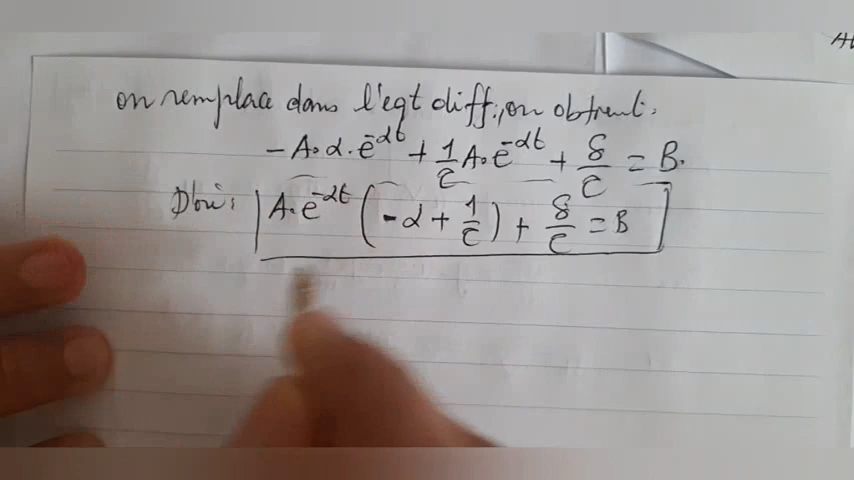 on remplace dans l'eqt diff., on obtient.
- A.α.e^-αt + 1/τ A.e^-αt + δ/τ = B.
D'où: A.e^-αt (-α + 1/τ) + δ/τ = B